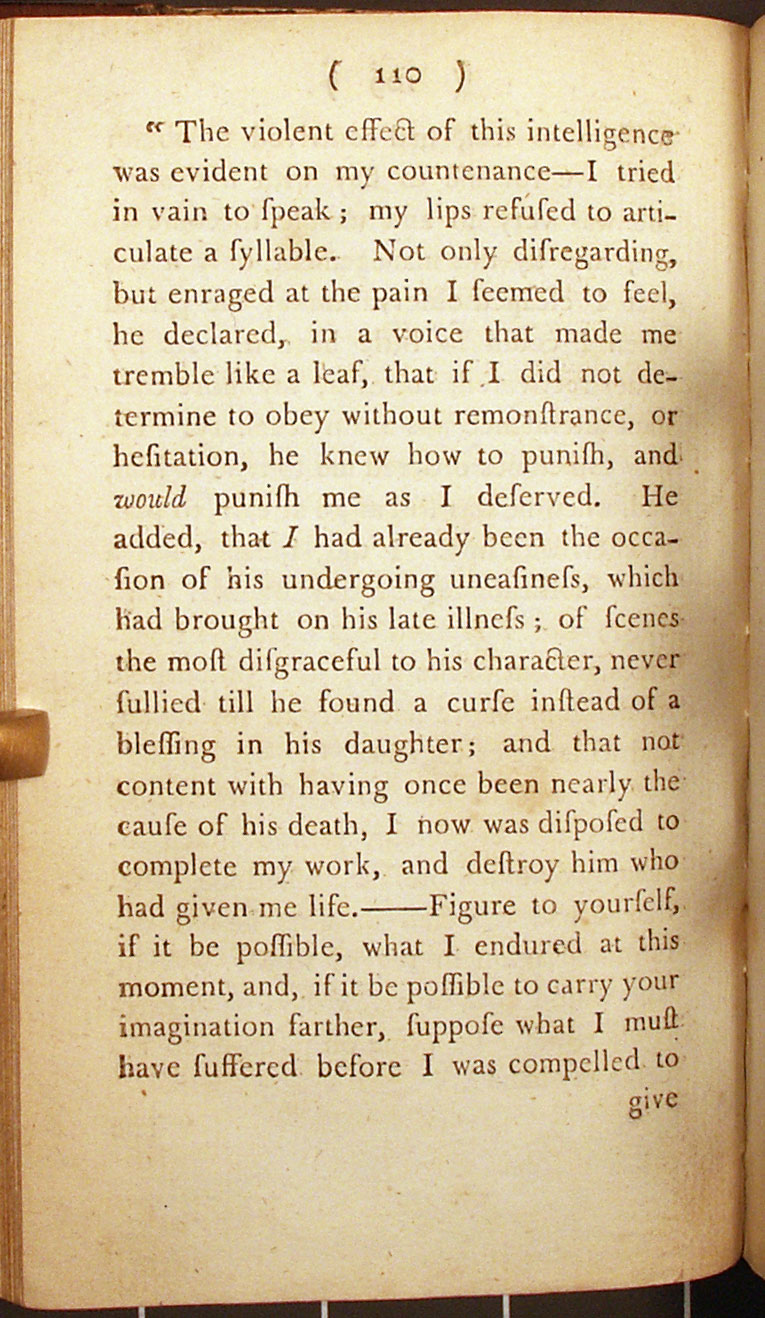 ( 110 )
“ The violent effect of this intelligence
was evident on my countenance—I tried
in vain to ſpeak ; my lips refuſed to arti-
culate a ſyllable. Not only diſregarding,
but enraged at the pain I ſeemed to feel,
he declared, in a voice that made me
tremble like a leaf, that if I did not de-
termine to obey without remonſtrance, or
heſitation, he knew how to puniſh, and
would puniſh me as I deſerved. He
added, that I had already been the occa-
ſion of his undergoing uneaſineſs, which
had brought on his late illneſs ; of ſcenes
the moſt diſgraceful to his character, never
ſullied till he found a curſe inſtead of a
bleſſing in his daughter; and that not
content with having once been nearly the
cauſe of his death, I now was diſpoſed to
complete my work, and deſtroy him who
had given me life.——Figure to yourſelf,
if it be poſſible, what I endured at this
moment, and, if it be poſſible to carry your
imagination farther, ſuppoſe what I muſt
have ſuffered before I was compelled to
give